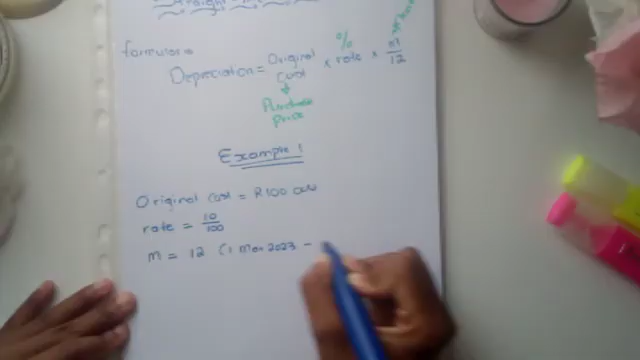 Straight
formula =
Depreciation = Original cost × % rate × m/12
Purchase price
Example 1
Original cost = R100 000
rate = 10/100
m = 12 (1 Mar 2023 -